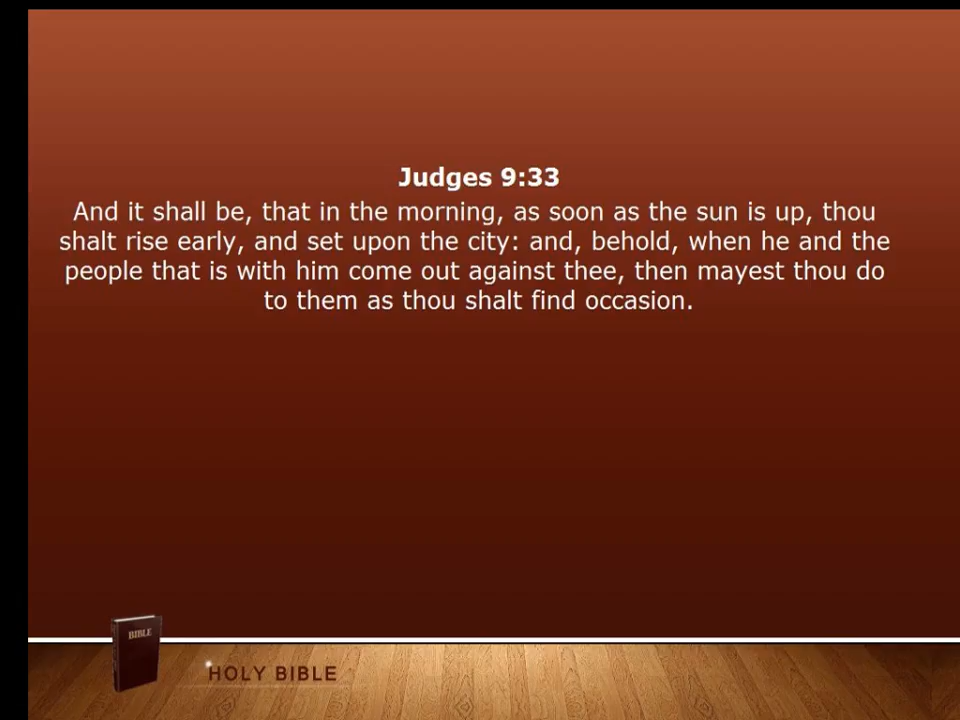 Judges 9:33
And it shall be, that in the morning, as soon as the sun is up, thou
shalt rise early, and set upon the city: and, behold, when he and the
people that is with him come out against thee, then mayest thou do
to them as thou shalt find occasion.
BIBLE
HOLY BIBLE